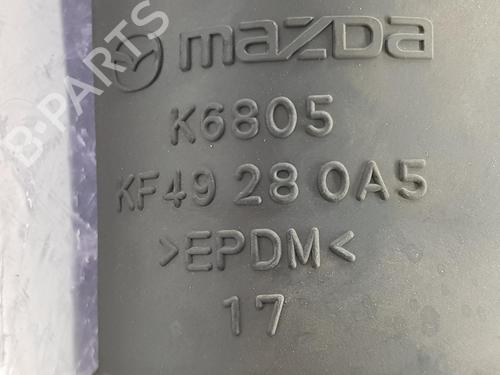 mazda
K6805
KF49 28 0A5
>EPDM<
17
B-PARTS